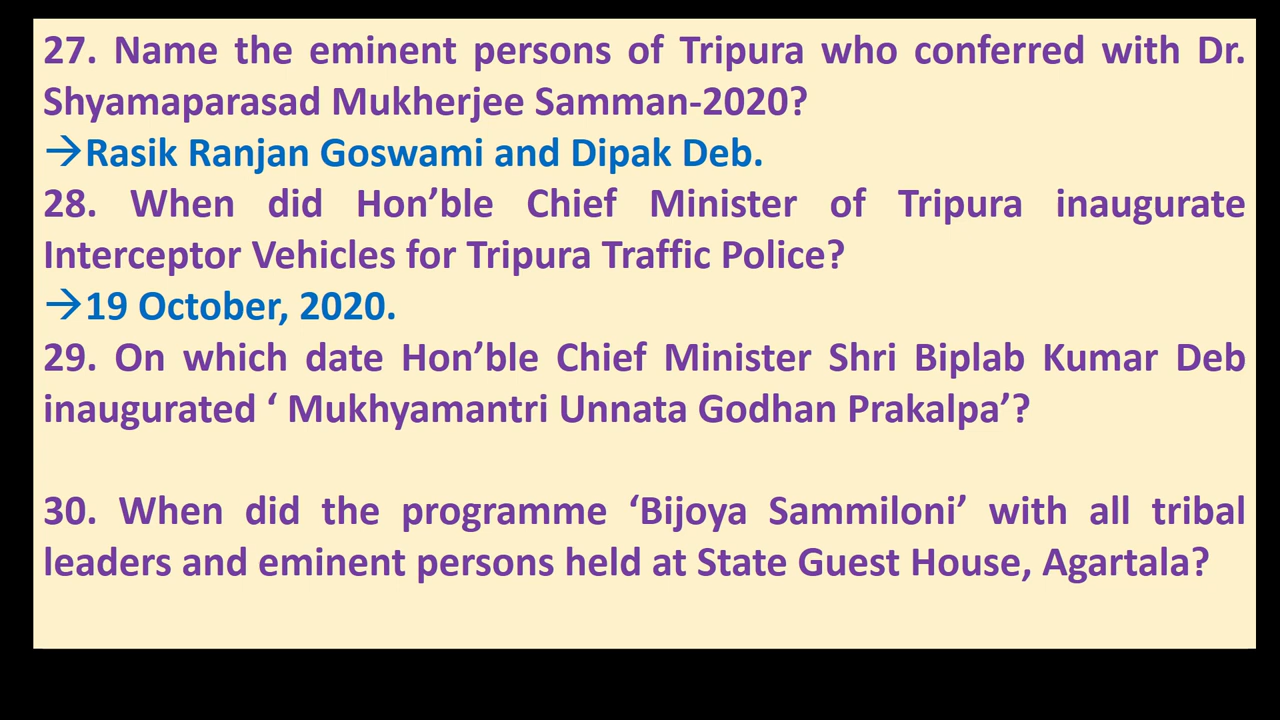 27. Name the eminent persons of Tripura who conferred with Dr.
Shyamaparasad Mukherjee Samman-2020?
→Rasik Ranjan Goswami and Dipak Deb.
28. When did Hon’ble Chief Minister of Tripura inaugurate
Interceptor Vehicles for Tripura Traffic Police?
→19 October, 2020.
29. On which date Hon’ble Chief Minister Shri Biplab Kumar Deb
inaugurated ‘ Mukhyamantri Unnata Godhan Prakalpa’?
30. When did the programme ‘Bijoya Sammiloni’ with all tribal
leaders and eminent persons held at State Guest House, Agartala?